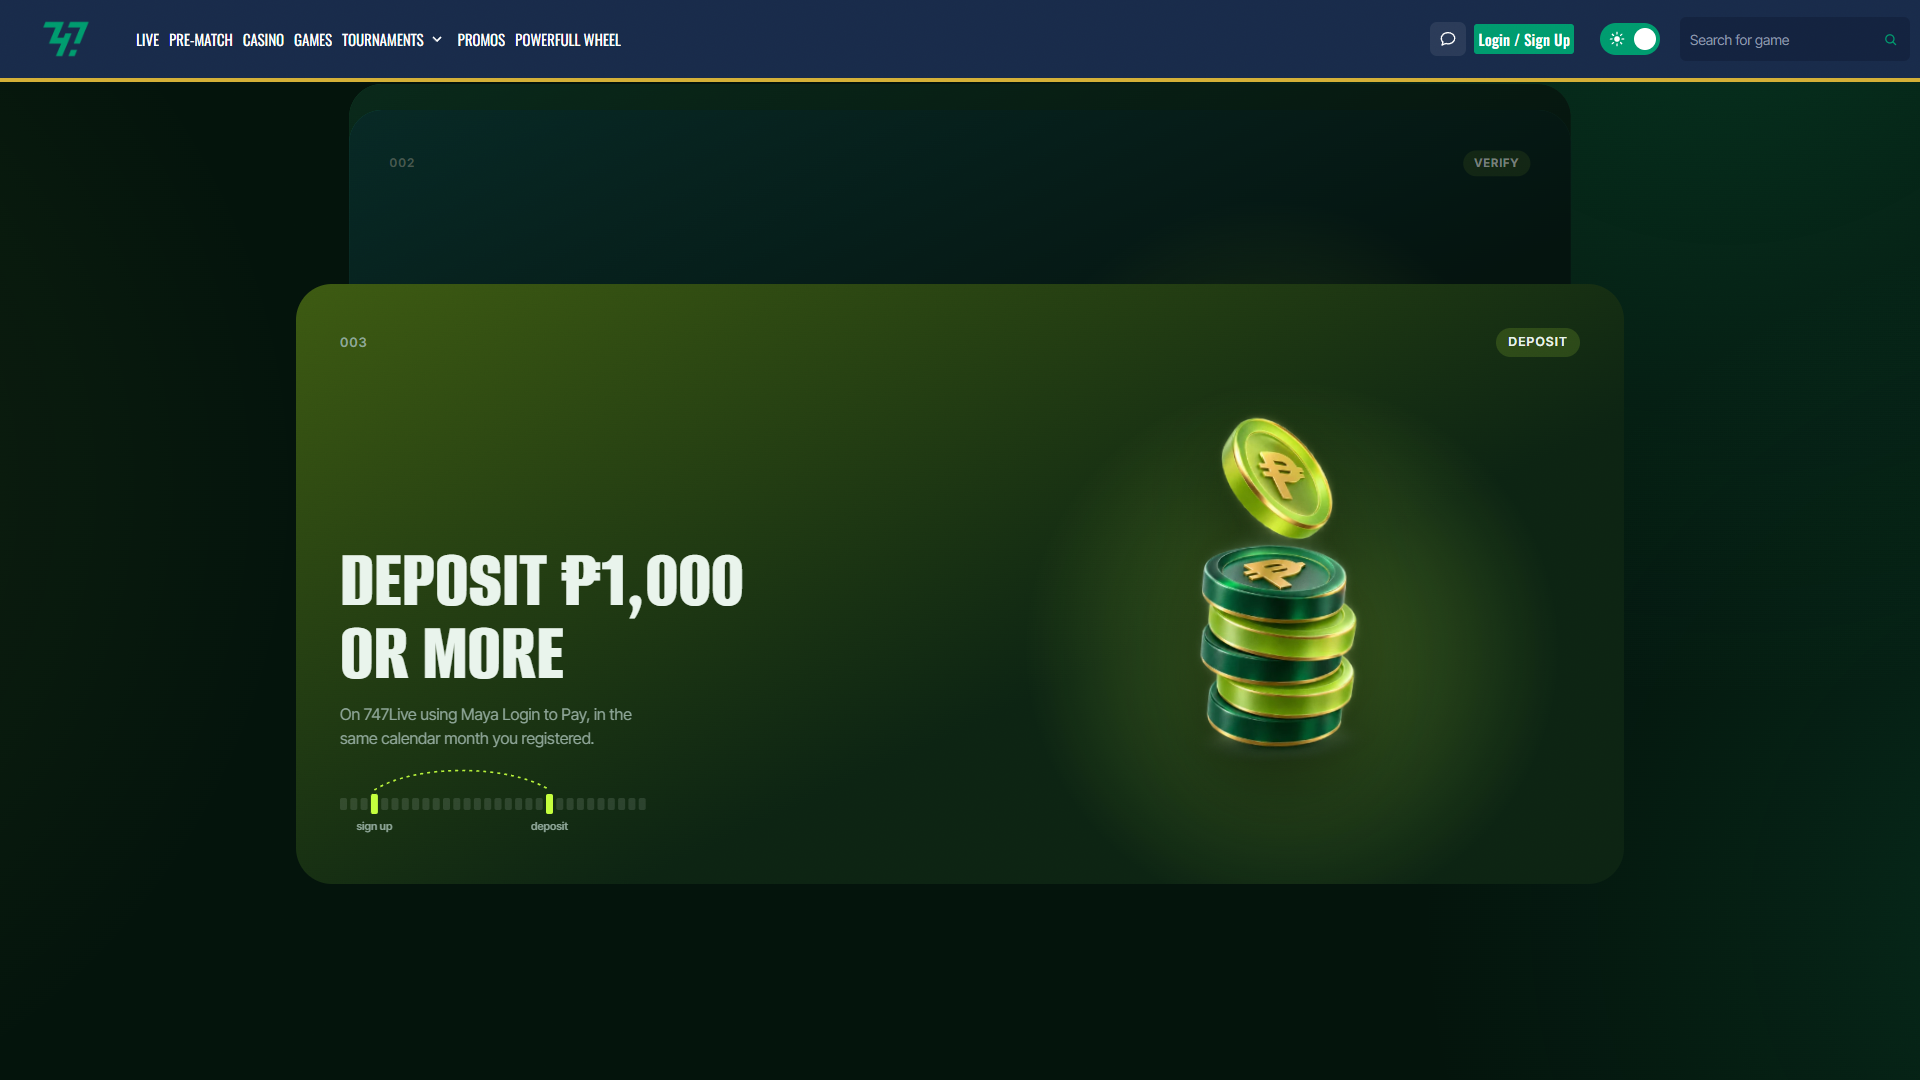 747
LIVE PRE-MATCH CASINO GAMES TOURNAMENTS PROMOS POWERFULL WHEEL
Login / Sign Up
Search for game
002
VERIFY
003
DEPOSIT
DEPOSIT ₱1,000
OR MORE
On 747Live using Maya Login to Pay, in the
same calendar month you registered.
sign up
deposit